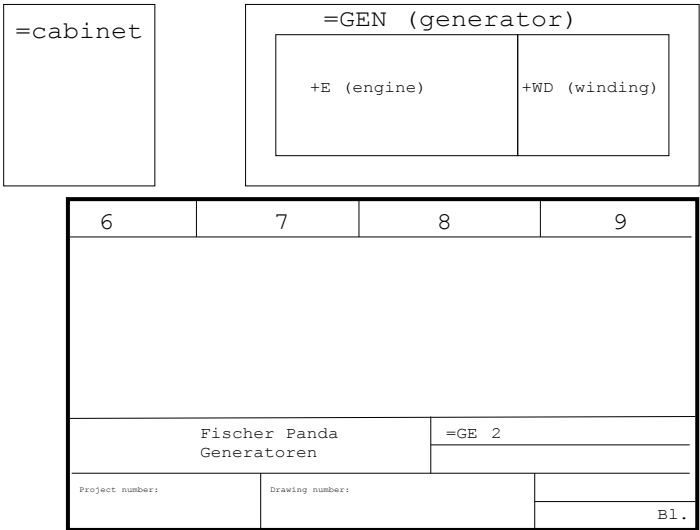 =cabinet
=GEN (generator)
+E (engine)
+WD (winding)
6
7
8
9
Fischer Panda
Generatoren
=GE 2
Project number:
Drawing number:
Bl.